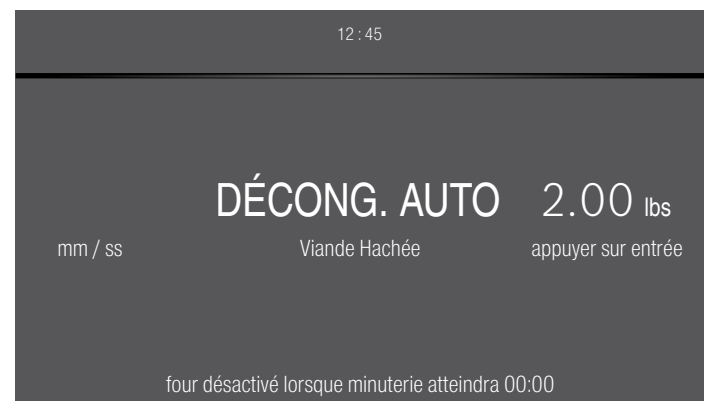 12 : 45
DÉCONG. AUTO 2.00 lbs
mm / ss Viande Hachée appuyer sur entrée
four désactivé lorsque minuterie atteindra 00:00